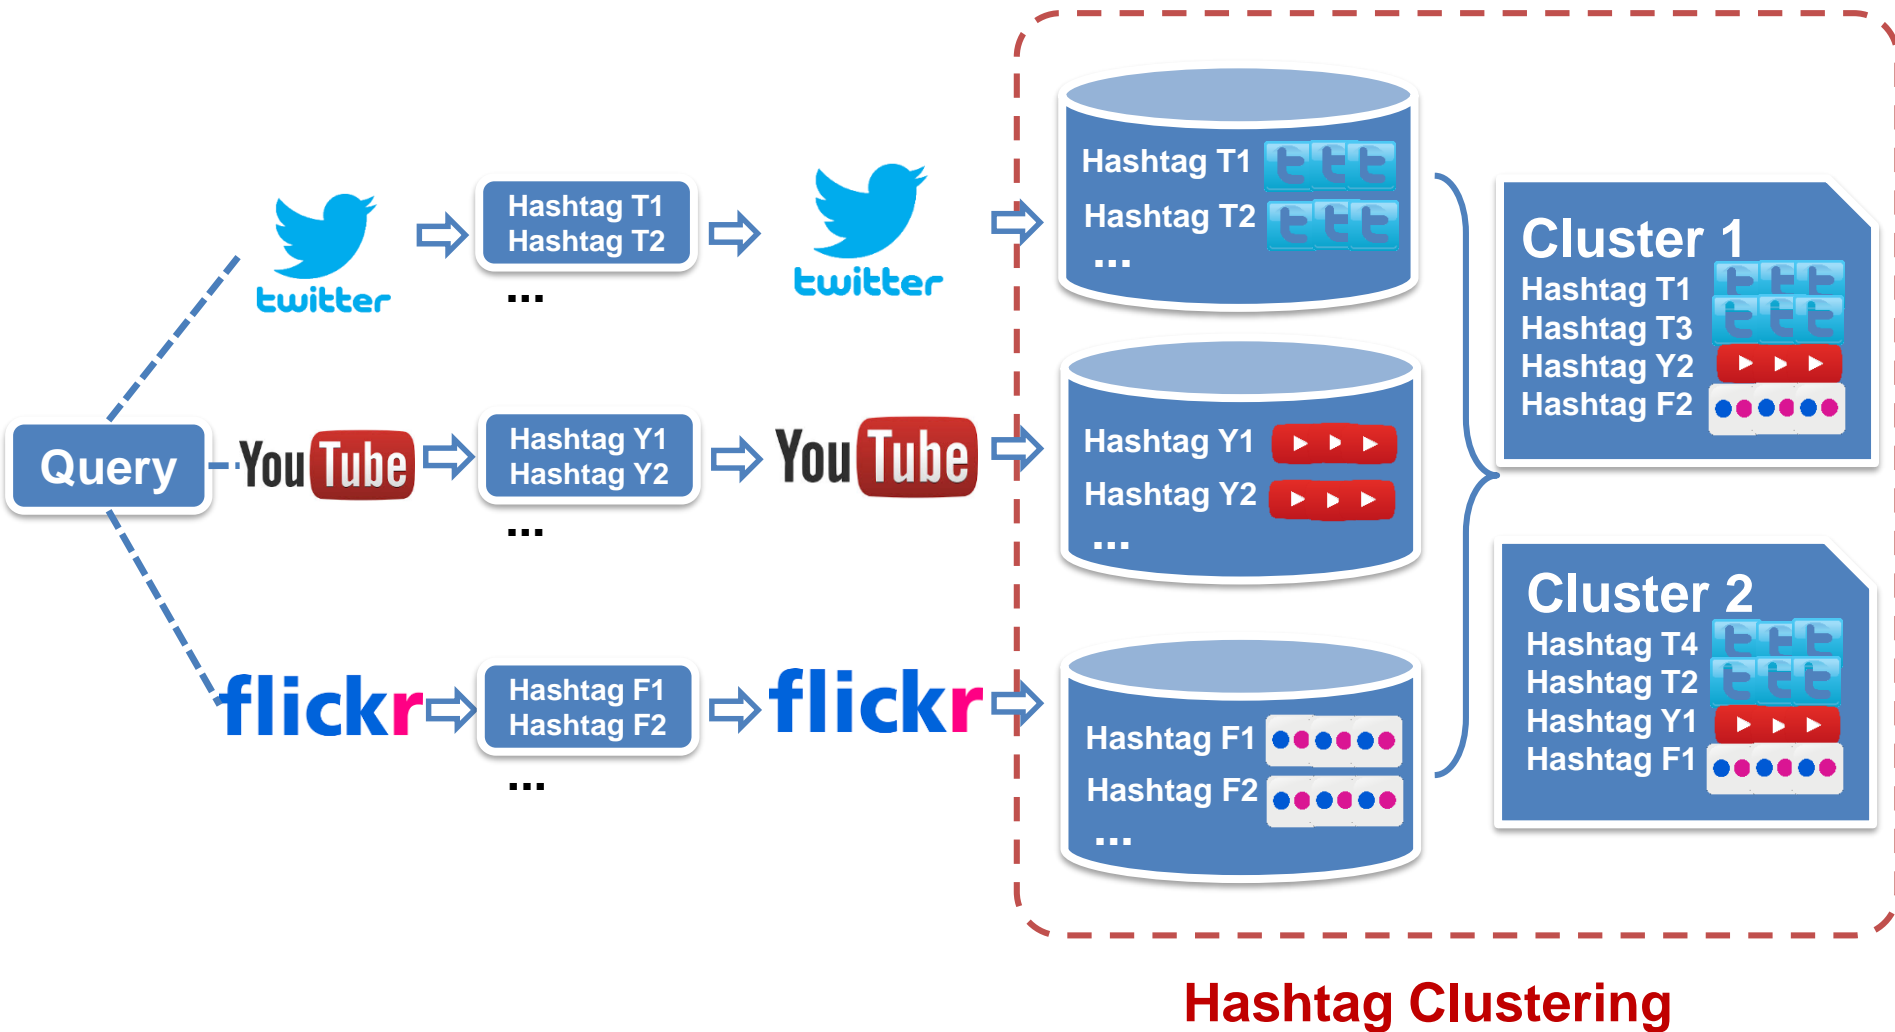 Query
twitter
Hashtag T1
Hashtag T2
...
twitter
YouTube
Hashtag Y1
Hashtag Y2
...
YouTube
flickr
Hashtag F1
Hashtag F2
...
flickr
Hashtag T1
Hashtag T2
...
Hashtag Y1
Hashtag Y2
...
Hashtag F1
Hashtag F2
...
Cluster 1
Hashtag T1
Hashtag T3
Hashtag Y2
Hashtag F2
Cluster 2
Hashtag T4
Hashtag T2
Hashtag Y1
Hashtag F1
Hashtag Clustering